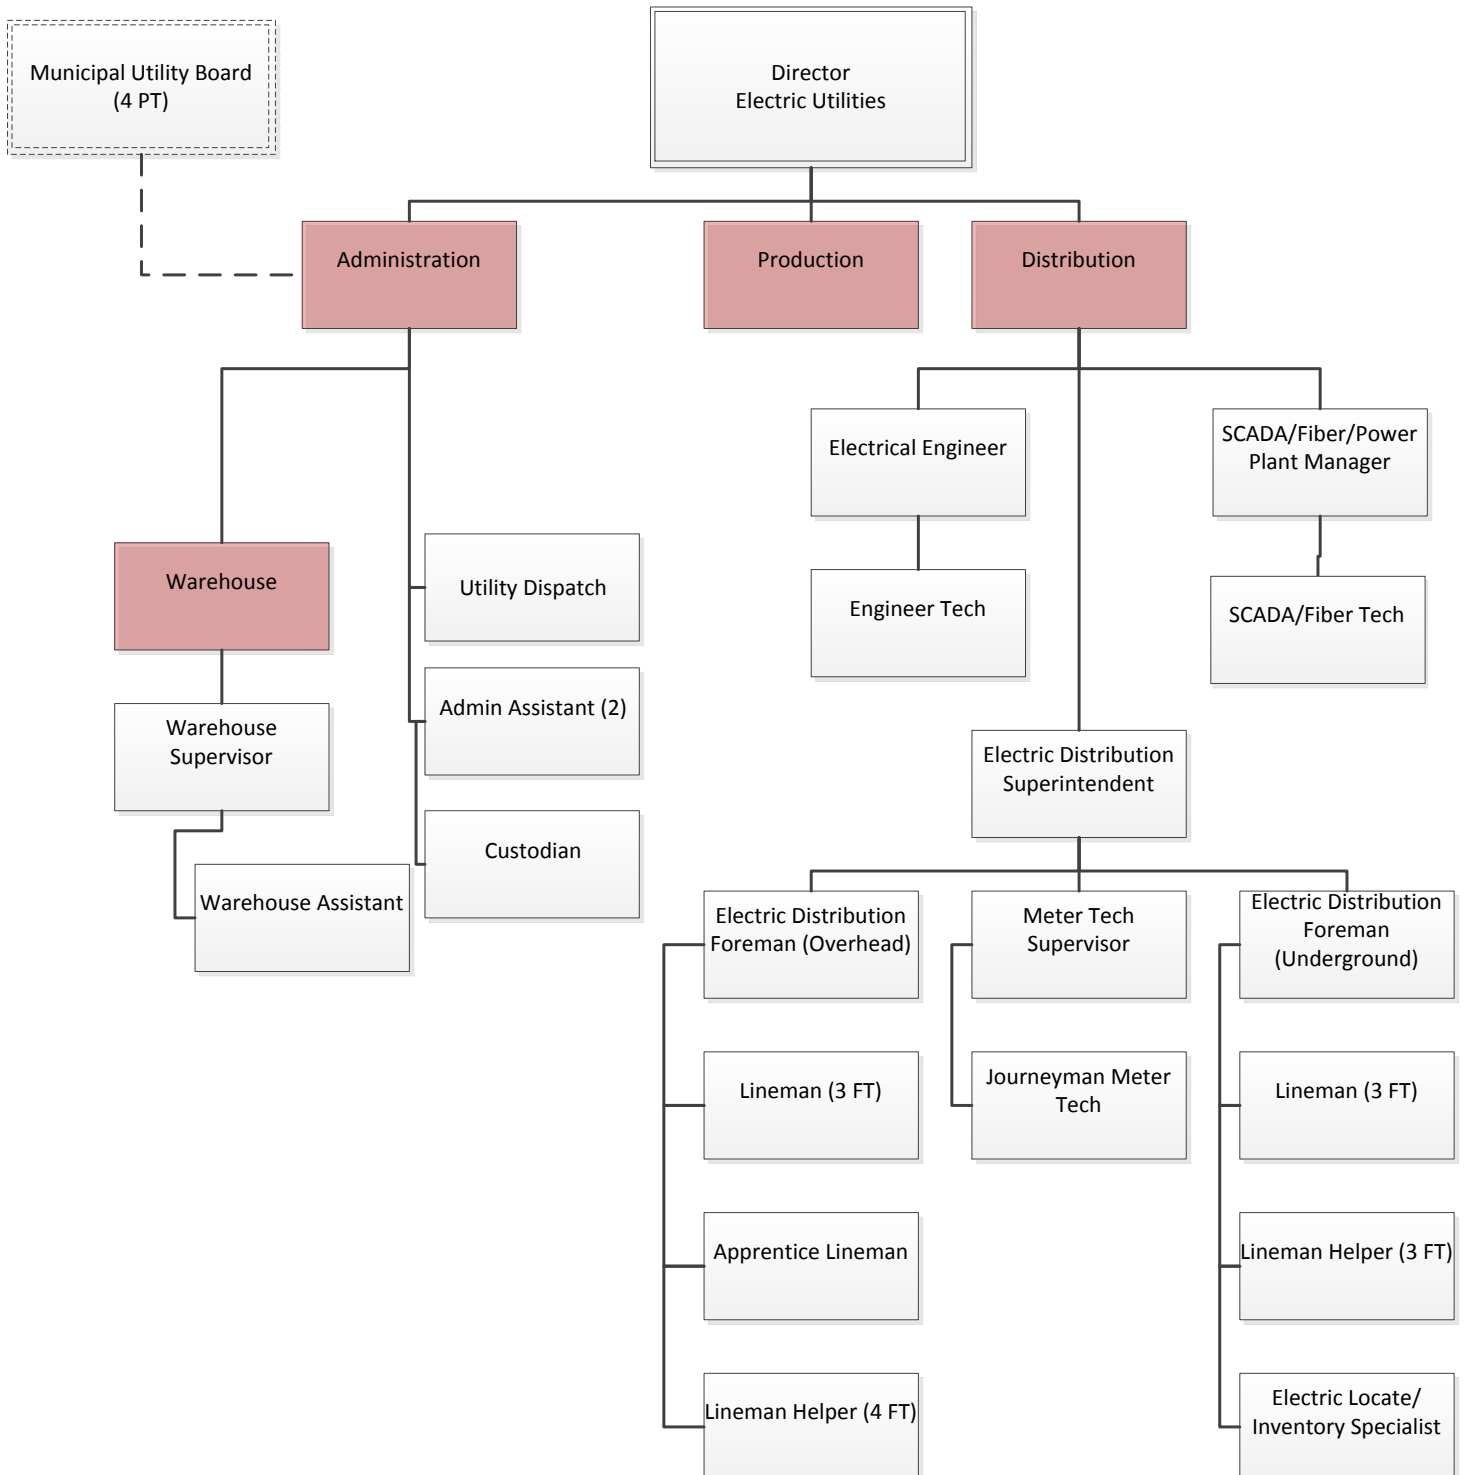 Municipal Utility Board
(4 PT)
Director
Electric Utilities
Administration
Production
Distribution
Electrical Engineer
SCADA/Fiber/Power
Plant Manager
Warehouse
Utility Dispatch
Engineer Tech
SCADA/Fiber Tech
Admin Assistant (2)
Warehouse
Supervisor
Electric Distribution
Superintendent
Custodian
Warehouse Assistant
Electric Distribution
Foreman (Overhead)
Meter Tech
Supervisor
Electric Distribution
Foreman
(Underground)
Lineman (3 FT)
Journeyman Meter
Tech
Lineman (3 FT)
Apprentice Lineman
Lineman Helper (3 FT)
Lineman Helper (4 FT)
Electric Locate/
Inventory Specialist